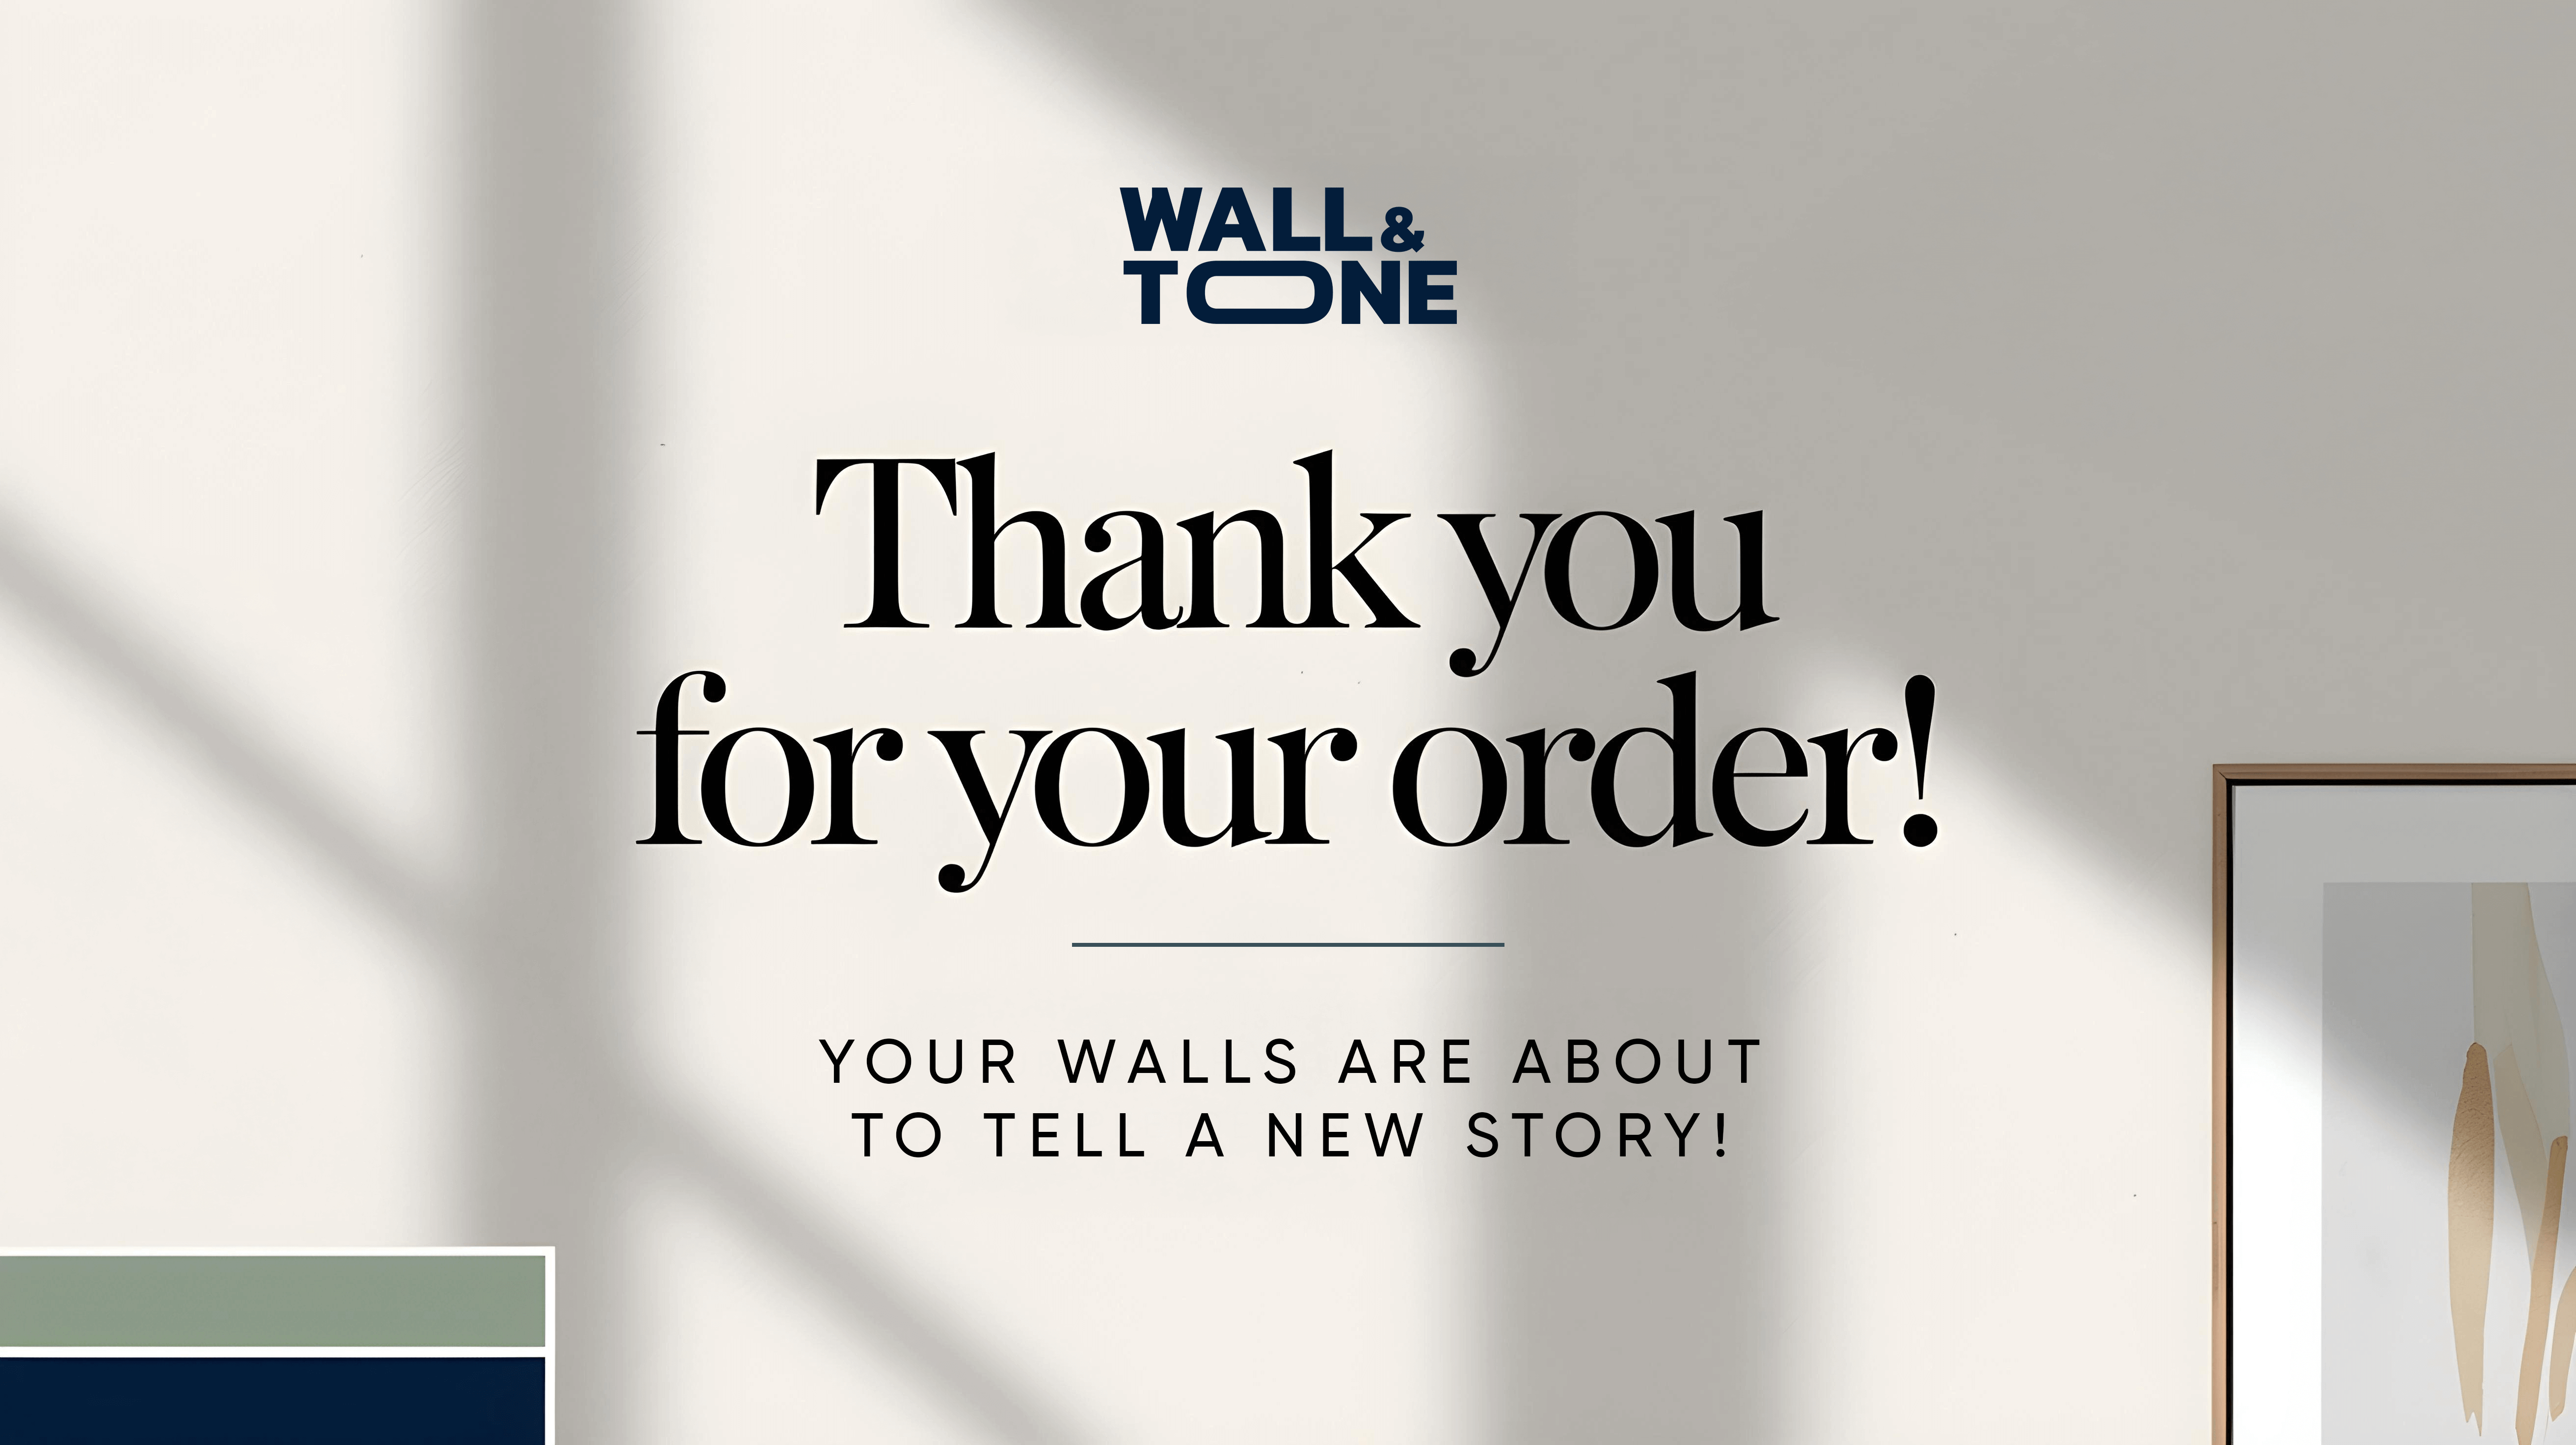 WALL &
TONE
Thank you
for your order!
YOUR WALLS ARE ABOUT
TO TELL A NEW STORY!